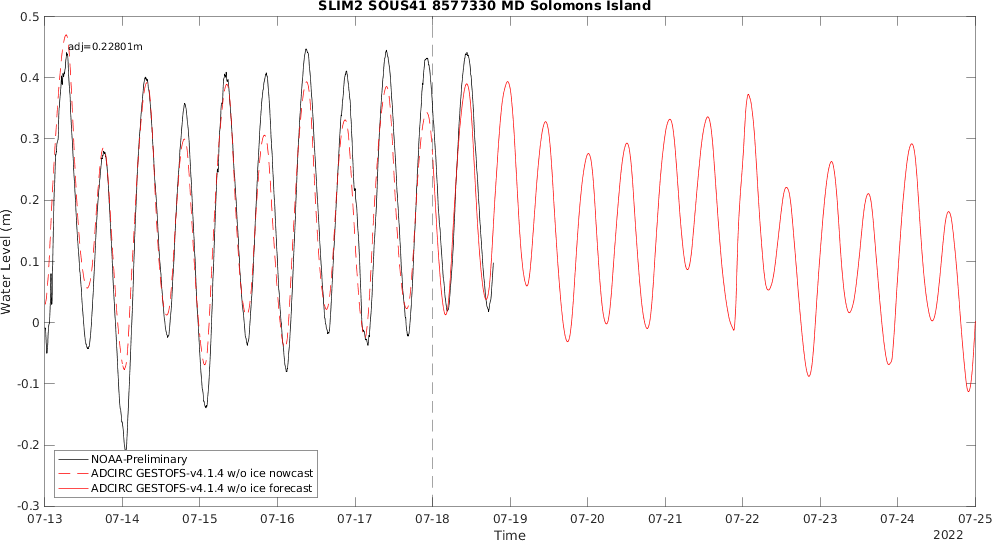 SLIM2 SOUS41 8577330 MD Solomons Island
0.5
adj=0.22801m
0.4
0.3
0.2
0.1
0
-0.1
-0.2
-0.3
Water Level (m)
NOAA-Preliminary
ADCIRC GESTOFS-v4.1.4 w/o ice nowcast
ADCIRC GESTOFS-v4.1.4 w/o ice forecast
07-13 07-14 07-15 07-16 07-17 07-18 07-19 07-20 07-21 07-22 07-23 07-24 07-25
Time
2022